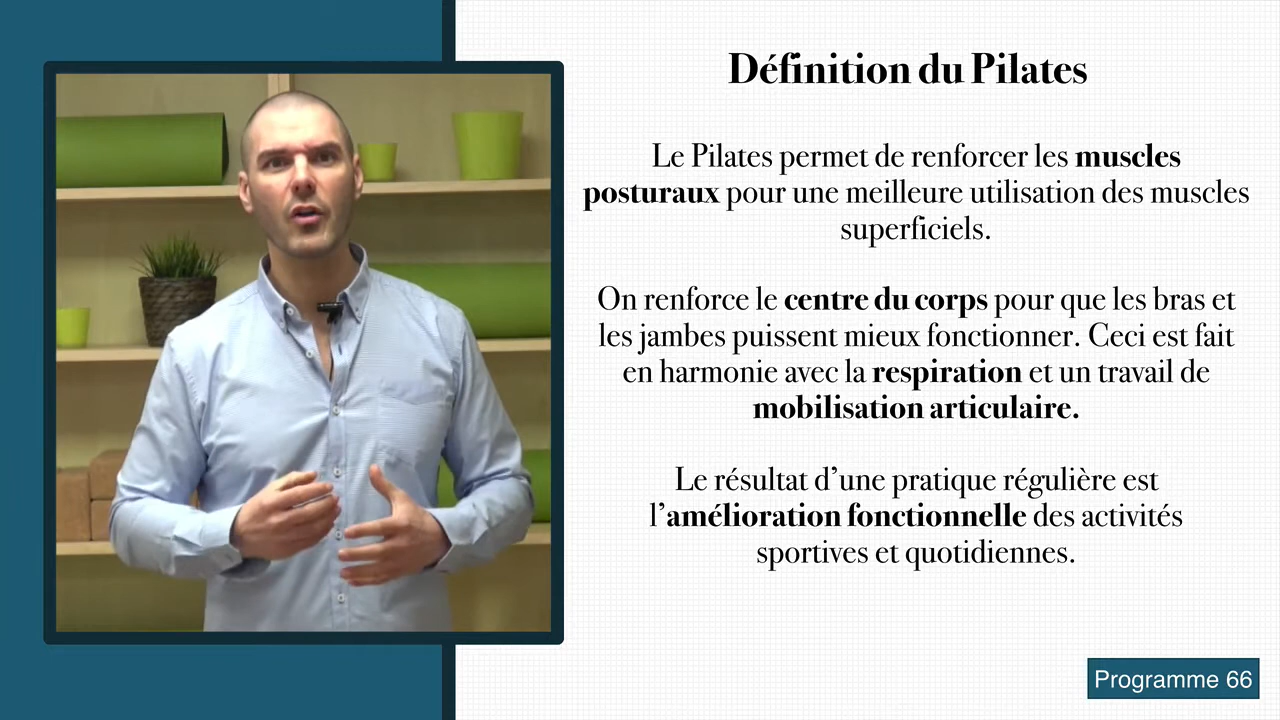 Définition du Pilates
Le Pilates permet de renforcer les muscles
posturaux pour une meilleure utilisation des muscles
superficiels.
On renforce le centre du corps pour que les bras et
les jambes puissent mieux fonctionner. Ceci est fait
en harmonie avec la respiration et un travail de
mobilisation articulaire.
Le résultat d’une pratique régulière est
l’amélioration fonctionnelle des activités
sportives et quotidiennes.
Programme 66